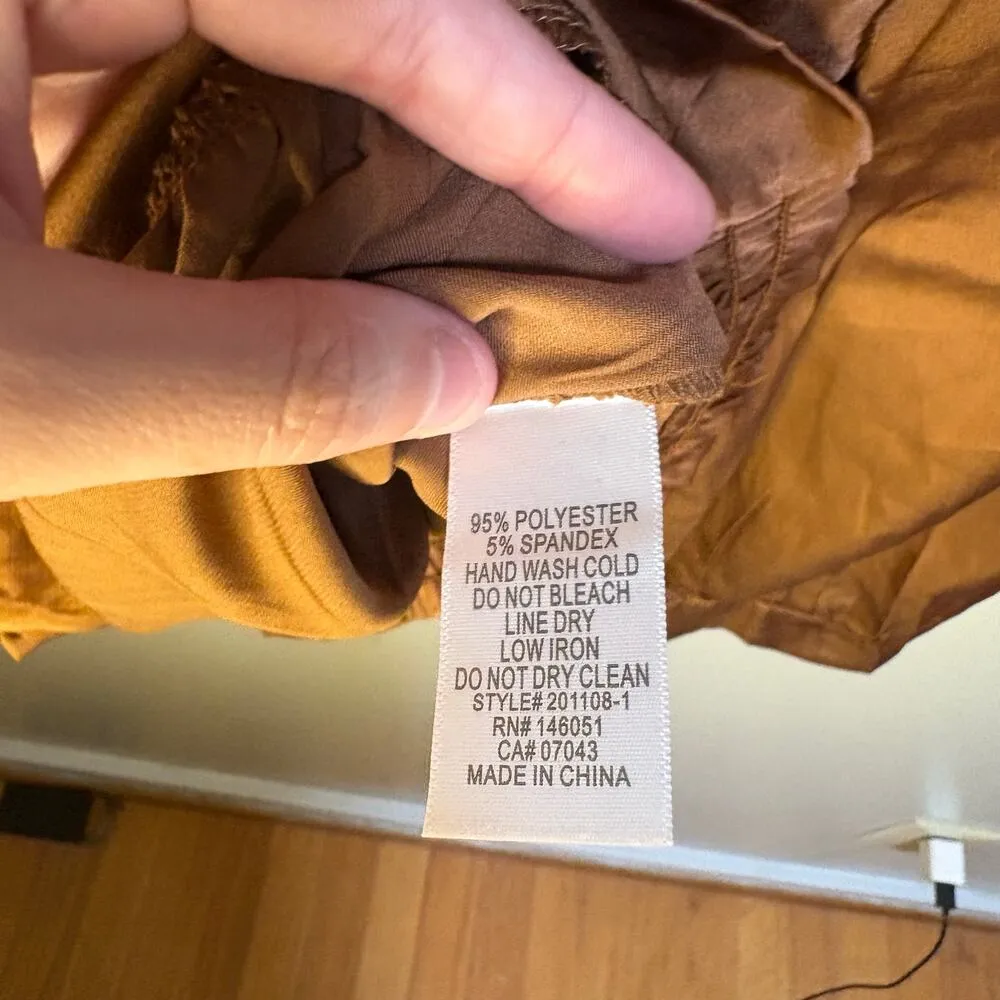 95% POLYESTER
5% SPANDEX
HAND WASH COLD
DO NOT BLEACH
LINE DRY
LOW IRON
DO NOT DRY CLEAN
STYLE# 201108-1
RN# 146051
CA# 07043
MADE IN CHINA